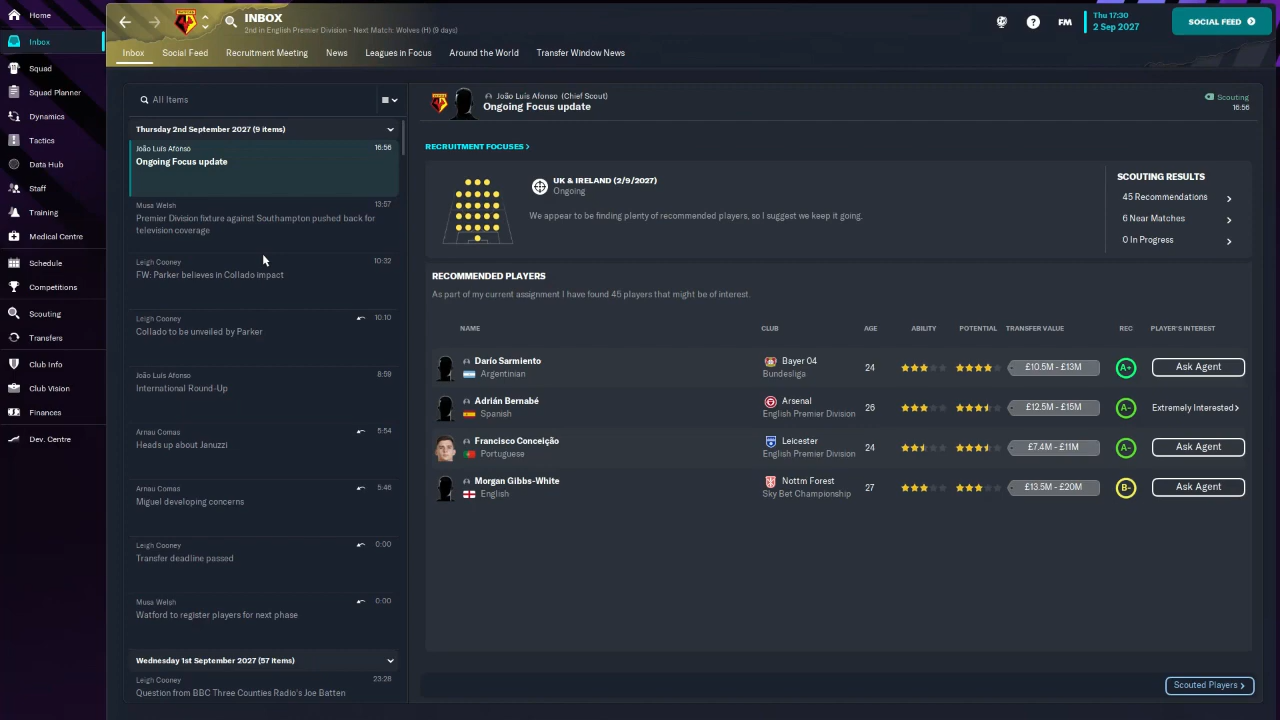 Home
Inbox
Squad
Squad Planner
Dynamics
Tactics
Data Hub
Staff
Training
Medical Centre
Schedule
Competitions
Scouting
Transfers
Club Info
Club Vision
Finances
Dev. Centre
INBOX
2nd in English Premier Division - Next Match: Wolves (H) (9 days)
FM
Thu 17:30
2 Sep 2027
SOCIAL FEED
Inbox Social Feed Recruitment Meeting News Leagues in Focus Around the World Transfer Window News
All Items
Thursday 2nd September 2027 (9 items)
João Luís Afonso 16:56
Ongoing Focus update
Musa Welsh 13:57
Premier Division fixture against Southampton pushed back for
television coverage
Leigh Cooney 10:32
FW: Parker believes in Collado impact
Leigh Cooney 10:10
Collado to be unveiled by Parker
João Luís Afonso 8:59
International Round-Up
Arnau Comas 5:54
Heads up about Januzzi
Arnau Comas 5:46
Miguel developing concerns
Leigh Cooney 0:00
Transfer deadline passed
Musa Welsh 0:00
Watford to register players for next phase
Wednesday 1st September 2027 (57 items)
Leigh Cooney 23:28
Question from BBC Three Counties Radio's Joe Batten
João Luís Afonso (Chief Scout)
Ongoing Focus update
Scouting
16:56
RECRUITMENT FOCUSES >
UK & IRELAND (2/9/2027)
Ongoing
We appear to be finding plenty of recommended players, so I suggest we keep it going.
SCOUTING RESULTS
45 Recommendations
6 Near Matches
0 In Progress
RECOMMENDED PLAYERS
As part of my current assignment I have found 45 players that might be of interest.
NAME CLUB AGE ABILITY POTENTIAL TRANSFER VALUE REC PLAYER'S INTEREST
Darío Sarmiento Bayer 04 24 £10.5M - £13M A+ Ask Agent
Argentinian Bundesliga
Adrián Bernabé Arsenal 26 £12.5M - £15M A- Extremely Interested >
Spanish English Premier Division
Francisco Conceição Leicester 24 £7.4M - £11M A- Ask Agent
Portuguese English Premier Division
Morgan Gibbs-White Nottm Forest 27 £13.5M - £20M B- Ask Agent
English Sky Bet Championship
Scouted Players >